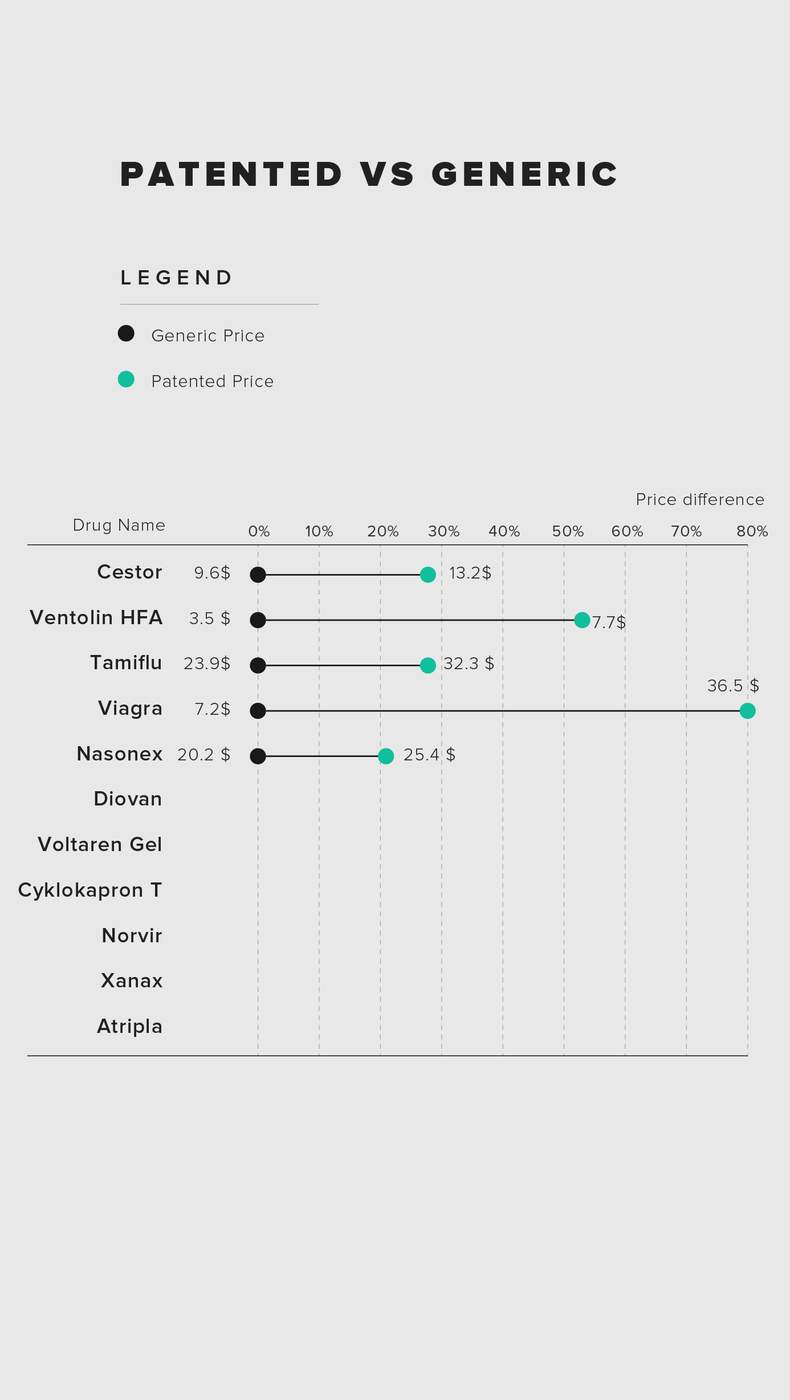 PATENTED VS GENERIC
LEGEND
Generic Price
Patented Price
Price difference
Drug Name 0% 10% 20% 30% 40% 50% 60% 70% 80%
Cestor 9.6$ 13.2$
Ventolin HFA 3.5 $ 7.7$
Tamiflu 23.9$ 32.3 $
Viagra 7.2$ 36.5 $
Nasonex 20.2 $ 25.4 $
Diovan
Voltaren Gel
Cyklokapron T
Norvir
Xanax
Atripla